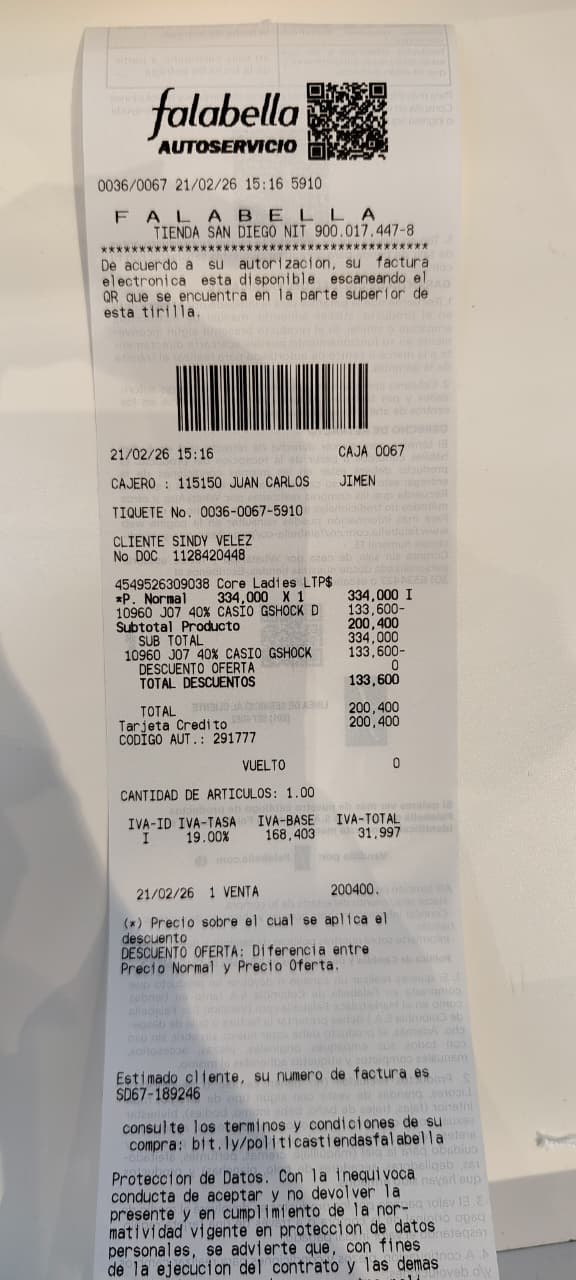 falabella
AUTOSERVICIO
0036/0067 21/02/26 15:16 5910
F A L A B E L L A
TIENDA SAN DIEGO NIT 900.017.447-8
********************************************
De acuerdo a su autorizacion, su factura
electronica esta disponible escaneando el
QR que se encuentra en la parte superior de
esta tirilla.
21/02/26 15:16 CAJA 0067
CAJERO : 115150 JUAN CARLOS JIMEN
TIQUETE No. 0036-0067-5910
CLIENTE SINDY VELEZ
No DOC 1128420448
4549526309038 Core Ladies LTP$
*P. Normal 334,000 X 1 334,000 I
10960 J07 40% CASIO GSHOCK D 133,600-
Subtotal Producto 200,400
SUB TOTAL 334,000
10960 J07 40% CASIO GSHOCK 133,600-
DESCUENTO OFERTA 0
TOTAL DESCUENTOS 133,600
TOTAL 200,400
Tarjeta Credito 200,400
CODIGO AUT.: 291777
VUELTO 0
CANTIDAD DE ARTICULOS: 1.00
IVA-ID IVA-TASA IVA-BASE IVA-TOTAL
I 19.00% 168,403 31,997
21/02/26 1 VENTA 200400.
(*) Precio sobre el cual se aplica el
descuento
DESCUENTO OFERTA: Diferencia entre
Precio Normal y Precio Oferta.
Estimado cliente, su numero de factura es
SD67-189246
consulte los terminos y condiciones de su
compra: bit.ly/politicastiendasfalabella
Proteccion de Datos. Con la inequivoca
conducta de aceptar y no devolver la
presente y en cumplimiento de la nor-
matividad vigente en proteccion de datos
personales, se advierte que, con fines
de la ejecucion del contrato y las demas